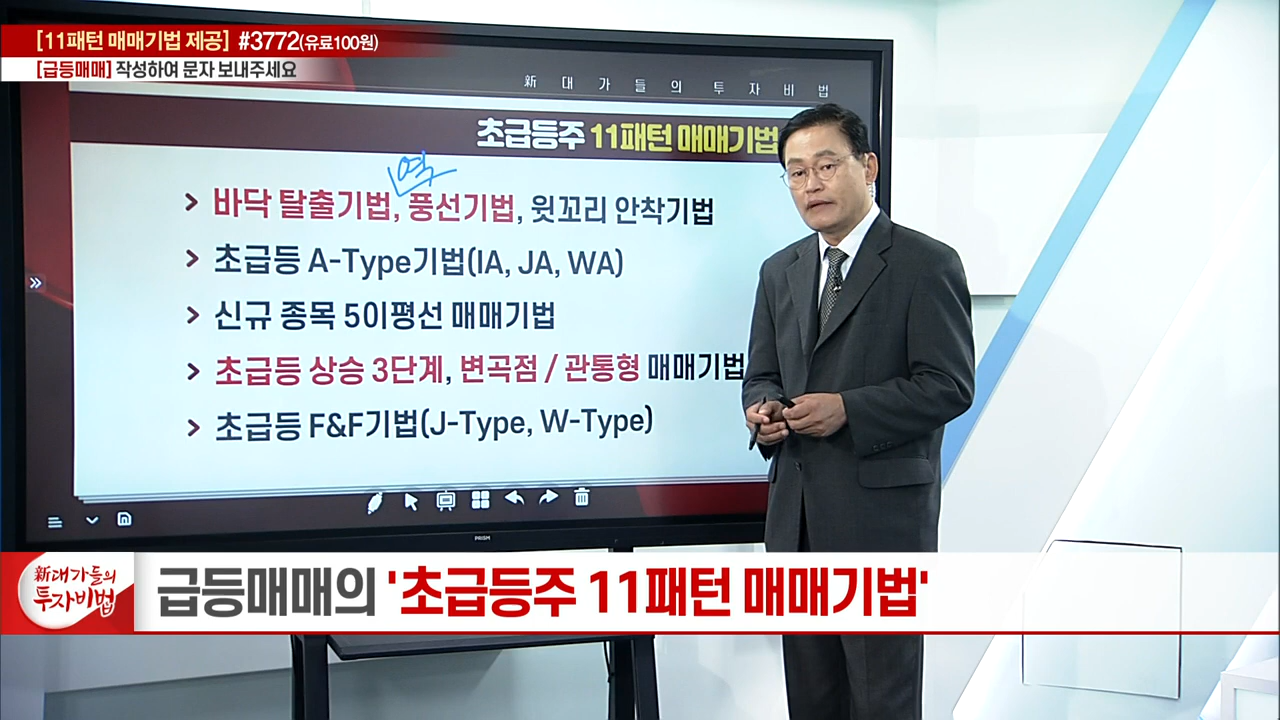 [11패턴 매매기법 제공] #3772(유료100원)
[급등매매] 작성하여 문자 보내주세요
新 대 가 들 의 투 자 비 법
초급등주 11패턴 매매기법
역
바닥 탈출기법, 풍선기법, 윗꼬리 안착기법
초급등 A-Type기법(IA, JA, WA)
신규 종목 5이평선 매매기법
초급등 상승 3단계, 변곡점 / 관통형 매매기법
초급등 F&F기법(J-Type, W-Type)
PRISM
新대가들의
투자비법
급등매매의 '초급등주 11패턴 매매기법'